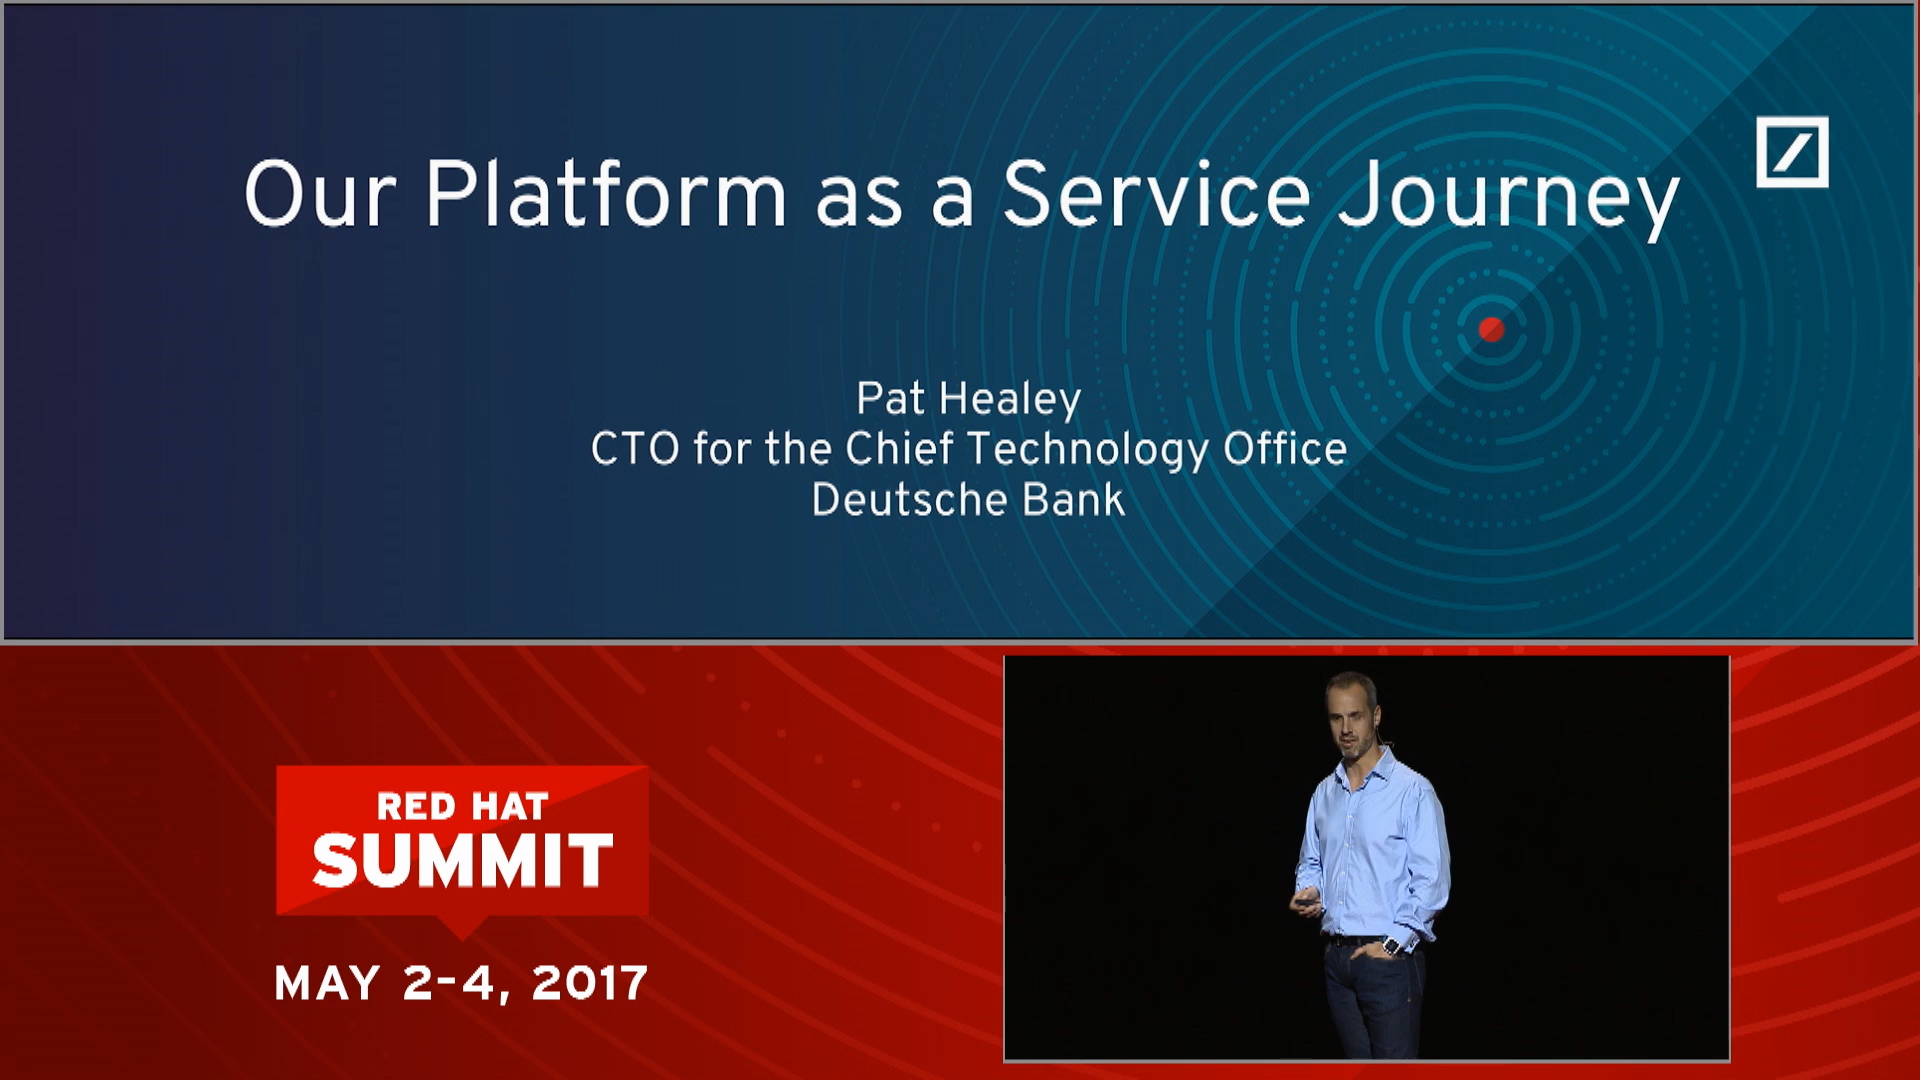 Our Platform as a Service Journey
Pat Healey
CTO for the Chief Technology Office
Deutsche Bank
RED HAT
SUMMIT
MAY 2-4, 2017